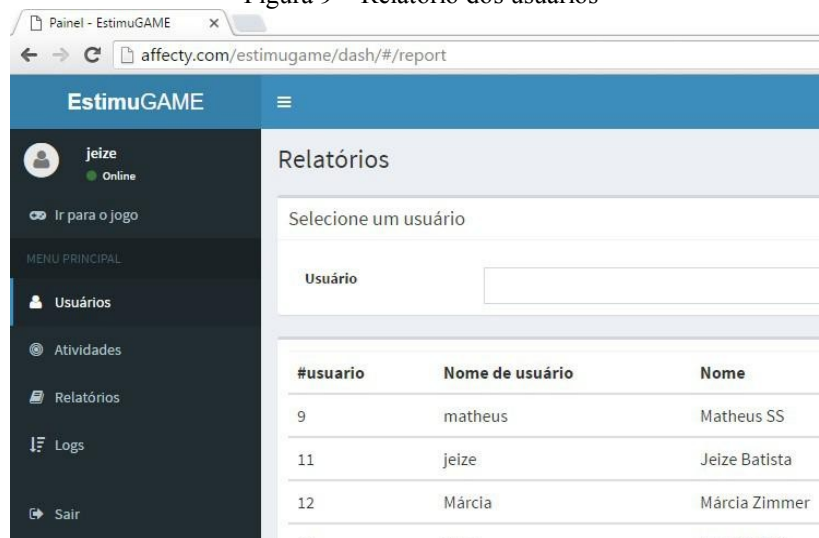 Figura 9 – Relatório dos usuários
Painel - EstimuGAME
affecty.com/estimugame/dash/#/report
EstimuGAME
jeize
Online
Ir para o jogo
MENU PRINCIPAL
Usuários
Atividades
Relatórios
Logs
Sair
Relatórios
Selecione um usuário
Usuário
#usuario Nome de usuário Nome
9 matheus Matheus SS
11 jeize Jeize Batista
12 Márcia Márcia Zimmer